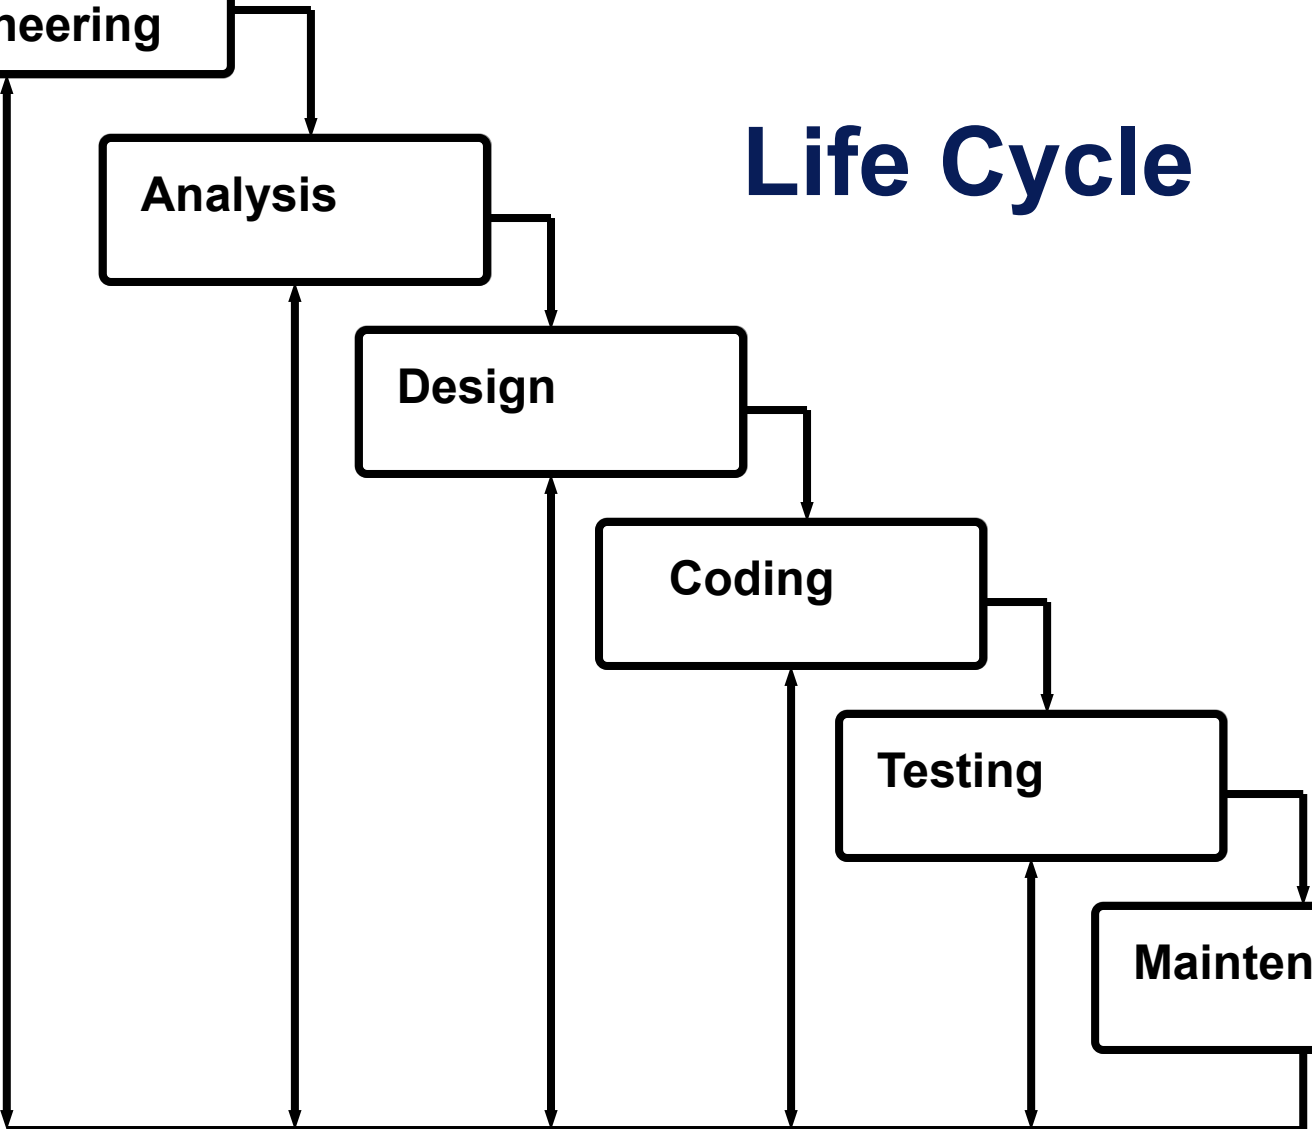 neering
Life Cycle
Analysis
Design
Coding
Testing
Mainten